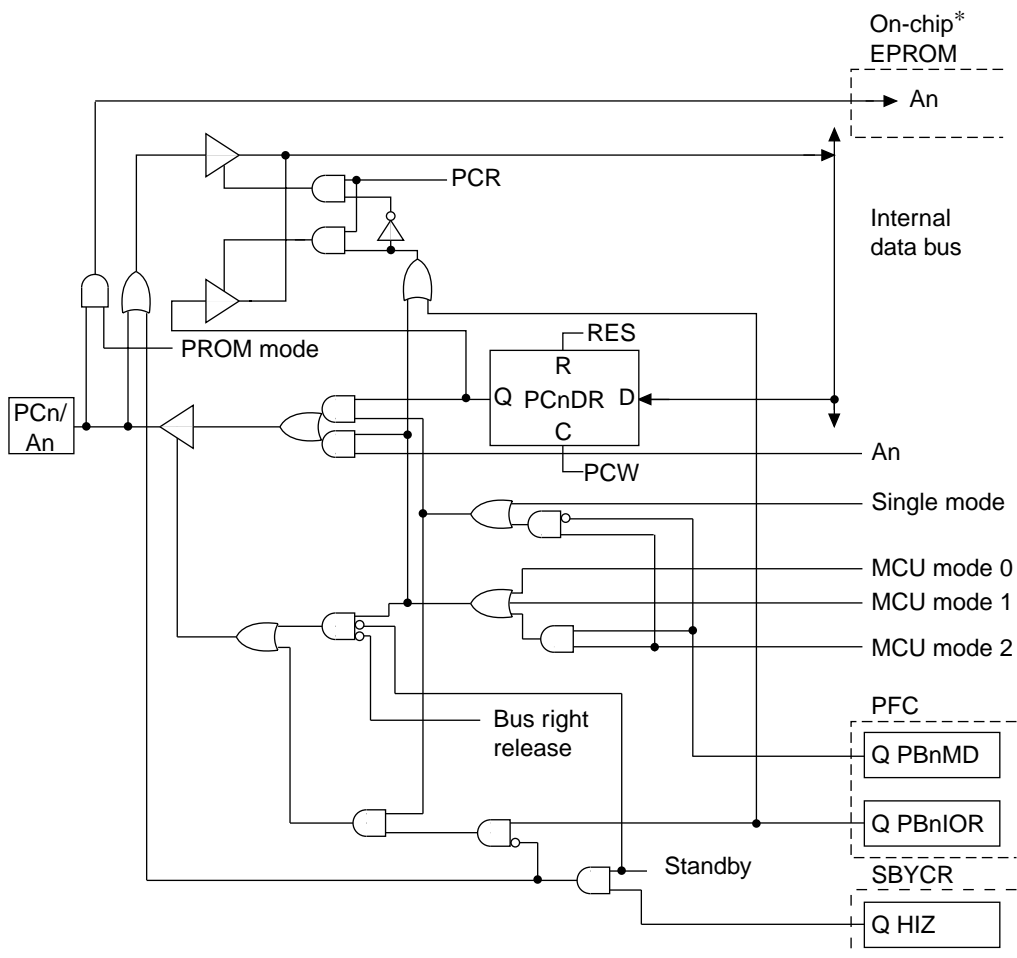 On-chip*
EPROM
An
PCR
Internal
data bus
PROM mode
RES
R
Q PCnDR D
C
PCW
PCn/
An
An
Single mode
MCU mode 0
MCU mode 1
MCU mode 2
PFC
Bus right
release
Q PBnMD
Q PBnIOR
Standby
SBYCR
Q HIZ